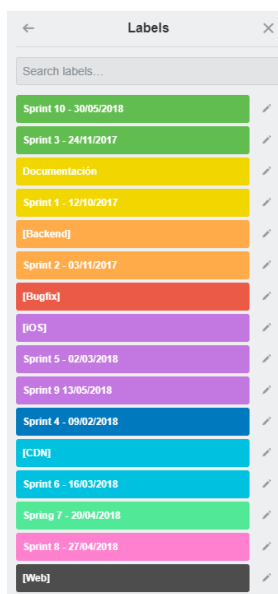 Labels
Search labels...
Sprint 10 - 30/05/2018
Sprint 3 - 24/11/2017
Documentación
Sprint 1 - 12/10/2017
[Backend]
Sprint 2 - 03/11/2017
[Bugfix]
[iOS]
Sprint 5 - 02/03/2018
Sprint 9 13/05/2018
Sprint 4 - 09/02/2018
[CDN]
Sprint 6 - 16/03/2018
Spring 7 - 20/04/2018
Sprint 8 - 27/04/2018
[Web]